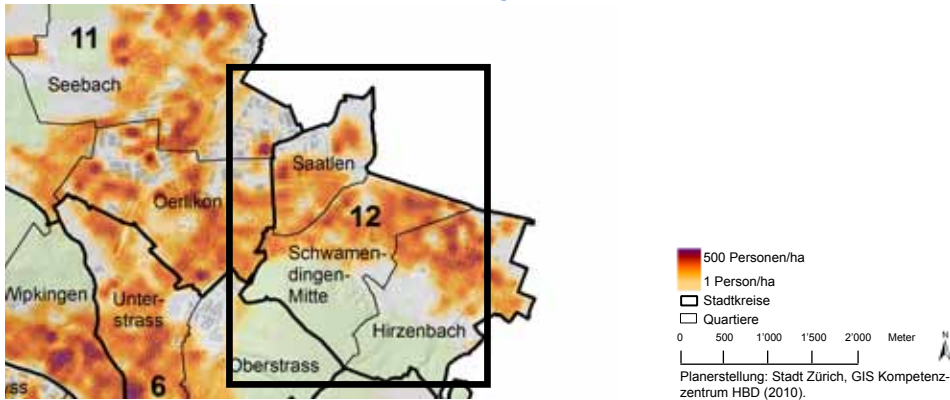 11
Seebach
Saatlen
Oerlikon
12
Schwamen-
dingen-
Mitte
Wipkingen
Unter-
strass
Hirzenbach
Oberstrass
6
500 Personen/ha
1 Person/ha
Stadtkreise
Quartiere
0 500 1'000 1'500 2'000 Meter
N
Planerstellung: Stadt Zürich, GIS Kompetenz-
zentrum HBD (2010).